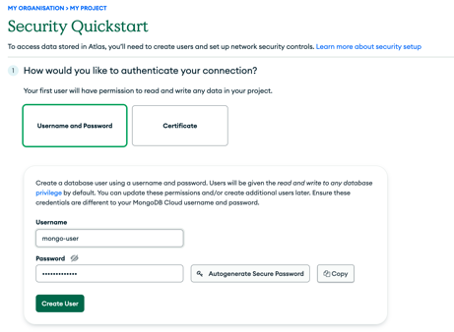 MY ORGANISATION > MY PROJECT
Security Quickstart
To access data stored in Atlas, you'll need to create users and set up network security controls. Learn more about security setup
1 How would you like to authenticate your connection?
Your first user will have permission to read and write any data in your project.
Username and Password Certificate
Create a database user using a username and password. Users will be given the read and write to any database
privilege by default. You can update these permissions and/or create additional users later. Ensure these
credentials are different to your MongoDB Cloud username and password.
Username
mongo-user
Password
•••••••••••••
Autogenerate Secure Password Copy
Create User